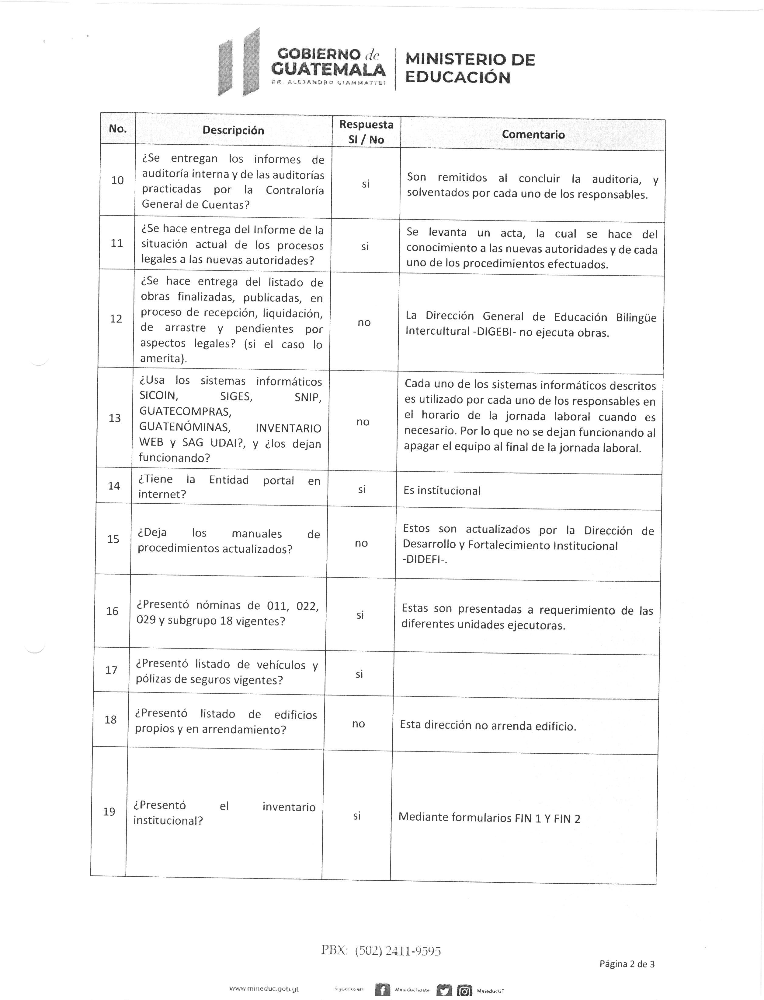 GOBIERNO de
GUATEMALA
DR. ALEJANDRO GIAMMATTEI
MINISTERIO DE
EDUCACIÓN
No.
Descripción
Respuesta
SI / No
Comentario
10
¿Se entregan los informes de
auditoría interna y de las auditorías
practicadas por la Contraloría
General de Cuentas?
si
Son remitidos al concluir la auditoria, y
solventados por cada uno de los responsables.
11
¿Se hace entrega del Informe de la
situación actual de los procesos
legales a las nuevas autoridades?
si
Se levanta un acta, la cual se hace del
conocimiento a las nuevas autoridades y de cada
uno de los procedimientos efectuados.
12
¿Se hace entrega del listado de
obras finalizadas, publicadas, en
proceso de recepción, liquidación,
de arrastre y pendientes por
aspectos legales? (si el caso lo
amerita).
no
La Dirección General de Educación Bilingüe
Intercultural -DIGEBI- no ejecuta obras.
13
¿Usa los sistemas informáticos
SICOIN, SIGES, SNIP,
GUATECOMPRAS,
GUATENÓMINAS, INVENTARIO
WEB y SAG UDAI?, y ¿los dejan
funcionando?
no
Cada uno de los sistemas informáticos descritos
es utilizado por cada uno de los responsables en
el horario de la jornada laboral cuando es
necesario. Por lo que no se dejan funcionando al
apagar el equipo al final de la jornada laboral.
14
¿Tiene la Entidad portal en
internet?
si
Es institucional
15
¿Deja los manuales de
procedimientos actualizados?
no
Estos son actualizados por la Dirección de
Desarrollo y Fortalecimiento Institucional
-DIDEFI-.
16
¿Presentó nóminas de 011, 022,
029 y subgrupo 18 vigentes?
si
Estas son presentadas a requerimiento de las
diferentes unidades ejecutoras.
17
¿Presentó listado de vehículos y
pólizas de seguros vigentes?
si
18
¿Presentó listado de edificios
propios y en arrendamiento?
no
Esta dirección no arrenda edificio.
19
¿Presentó el inventario
institucional?
si
Mediante formularios FIN 1 Y FIN 2
PBX: (502) 2411-9595
Página 2 de 3
www.mineduc.gob.gt
Síguenos en:
MineducGuate
MineducGT